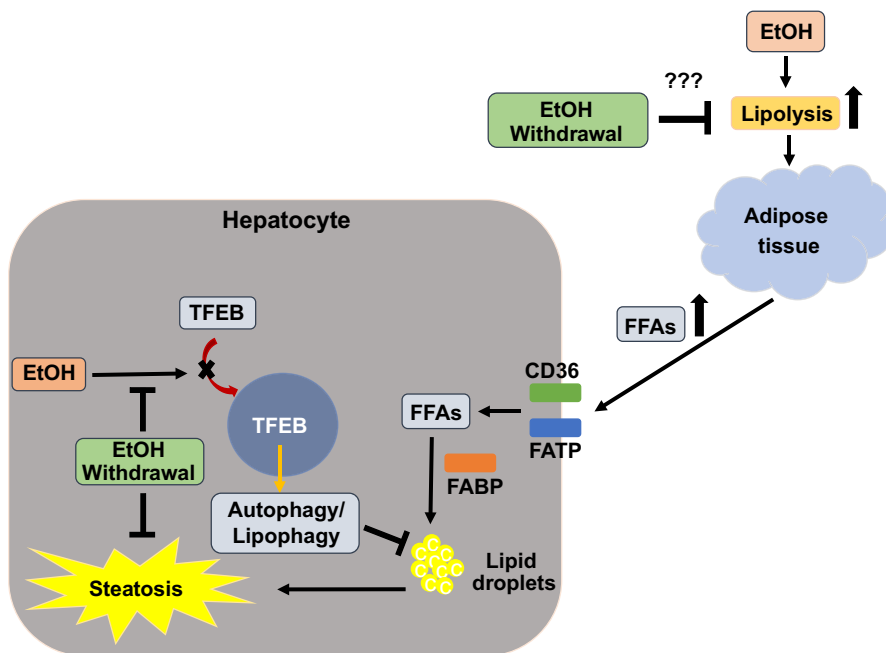 EtOH
???
EtOH
Withdrawal
Lipolysis
Adipose
tissue
Hepatocyte
TFEB
FFAs
EtOH
CD36
FFAs
TFEB
FATP
EtOH
Withdrawal
FABP
Autophagy/
Lipophagy
C
C
C
C
C
C
C
C
C
C
Lipid
droplets
Steatosis